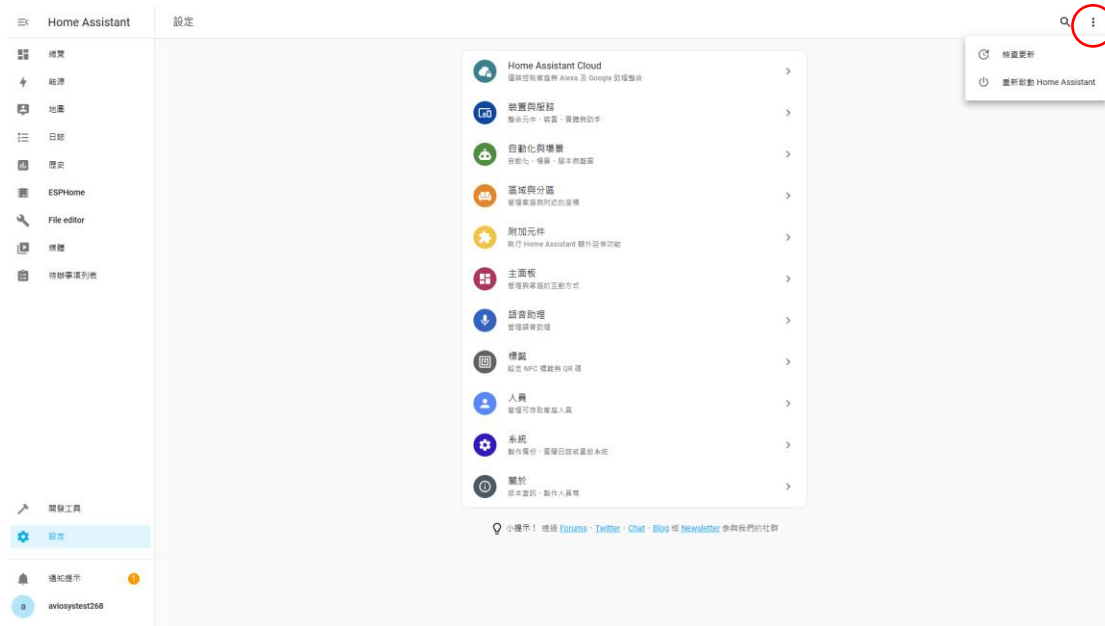 Home Assistant
設定
總覽
能源
地圖
日誌
歷史
ESPHome
File editor
媒體
待辦事項列表
開發工具
設定
通知提示
1
a
aviosystest268
Home Assistant Cloud
遠端控制家庭與 Alexa 及 Google 助理整合
裝置與服務
整合元件、裝置、實體與助手
自動化與場景
自動化、場景、腳本與藍圖
區域與分區
管理家庭與附近的座標
附加元件
執行 Home Assistant 額外延伸功能
主面板
管理與家庭的互動方式
語音助理
管理語音助理
標籤
設定 NFC 標籤與 QR 碼
人員
管理可存取家庭人員
系統
製作備份、查閱日誌或重啟系統
關於
版本資訊、製作人員等
小提示! 透過 Forums、Twitter、Chat、Blog 或 Newsletter 參與我們的社群
檢查更新
重新啟動 Home Assistant